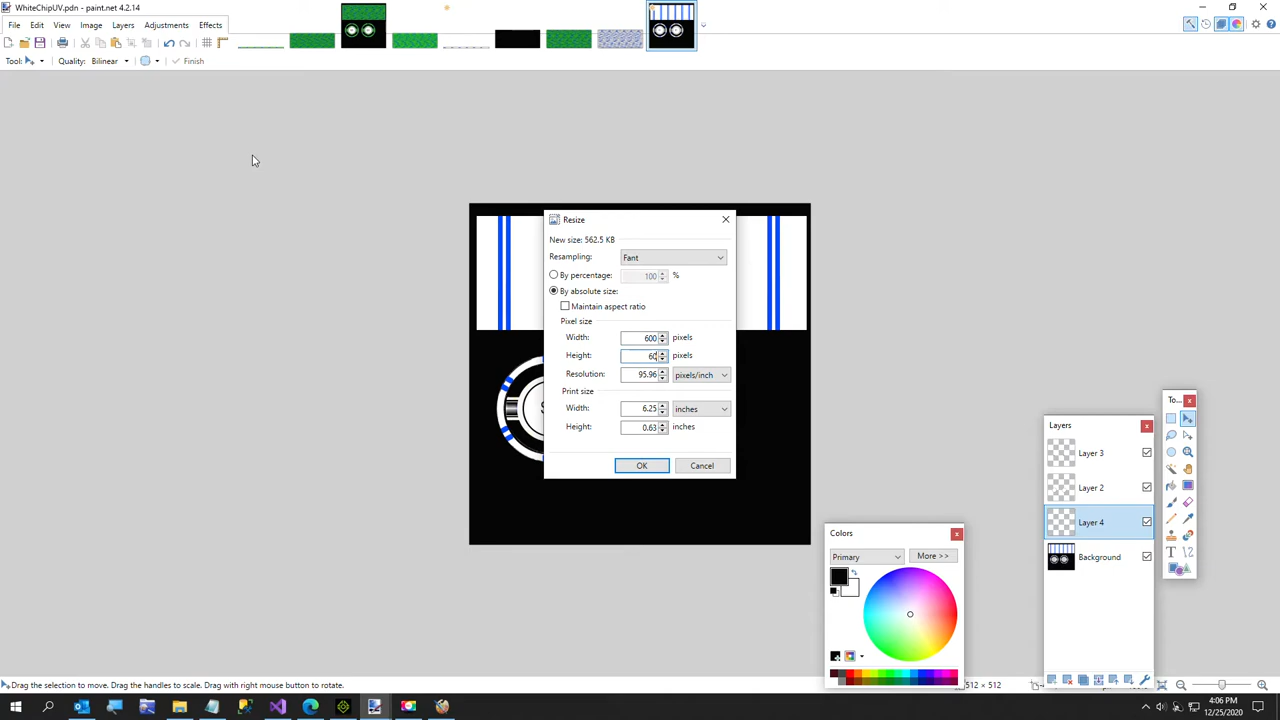 WhiteChipUV.pdn - paint.net 4.2.14
File Edit View Image Layers Adjustments Effects
Tool: Quality: Bilinear Finish
Resize
New size: 562.5 KB
Resampling: Fant
By percentage: 100 %
By absolute size:
Maintain aspect ratio
Pixel size
Width: 600 pixels
Height: 60 pixels
Resolution: 95.96 pixels/inch
Print size
Width: 6.25 inches
Height: 0.63 inches
OK Cancel
To...
Layers
Layer 3
Layer 2
Layer 4
Background
Colors
Primary More >>
Drag the selection to move. Drag the handles to scale. Drag with right mouse button to rotate.
512 × 512
4:06 PM
12/25/2020